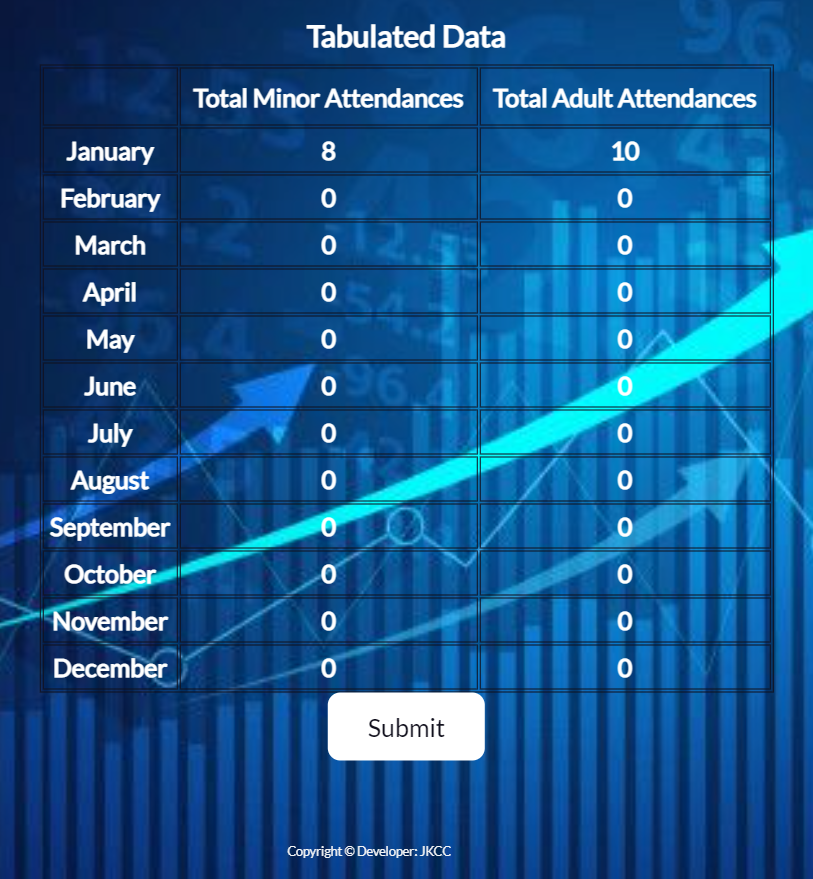 Tabulated Data
Total Minor Attendances Total Adult Attendances
January 8 10
February 0 0
March 0 0
April 0 0
May 0 0
June 0 0
July 0 0
August 0 0
September 0 0
October 0 0
November 0 0
December 0 0
Submit
Copyright © Developer: JKCC